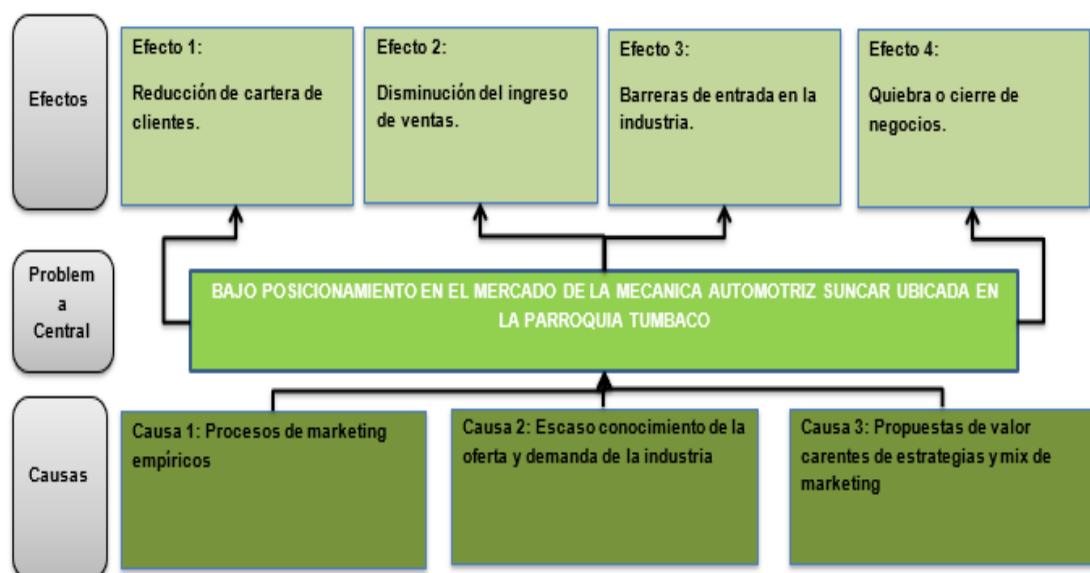 Efectos
Efecto 1:
Reducción de cartera de
clientes.
Efecto 2:
Disminución del ingreso
de ventas.
Efecto 3:
Barreras de entrada en la
industria.
Efecto 4:
Quiebra o cierre de
negocios.
Problem
a
Central
BAJO POSICIONAMIENTO EN EL MERCADO DE LA MECANICA AUTOMOTRIZ SUNCAR UBICADA EN
LA PARROQUIA TUMBACO
Causas
Causa 1: Procesos de marketing
empíricos
Causa 2: Escaso conocimiento de la
oferta y demanda de la industria
Causa 3: Propuestas de valor
carentes de estrategias y mix de
marketing